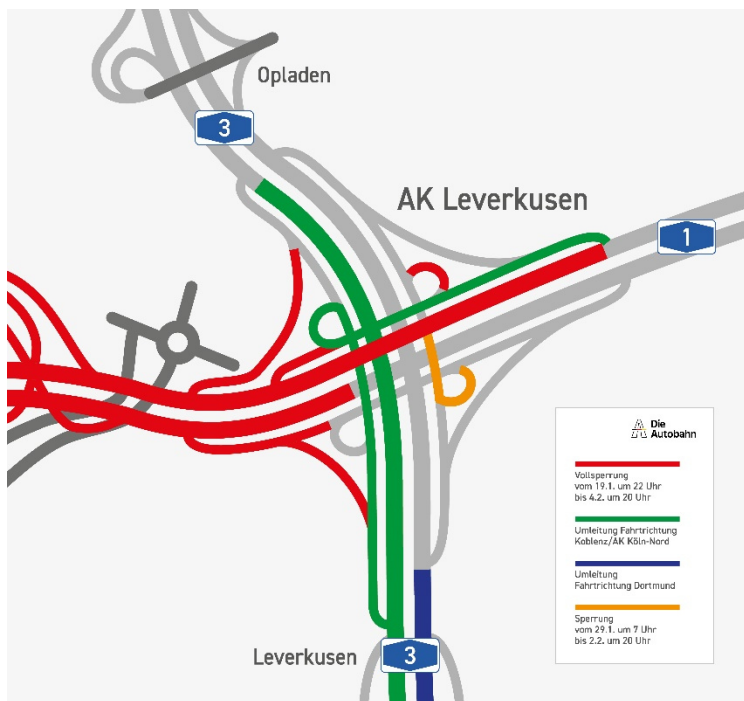 Opladen
3
AK Leverkusen
1
Die
Autobahn
Vollsperrung
vom 19.1. um 22 Uhr
bis 4.2. um 20 Uhr
Umleitung Fahrtrichtung
Koblenz/AK Köln-Nord
Umleitung
Fahrtrichtung Dortmund
Sperrung
vom 29.1. um 7 Uhr
bis 2.2. um 20 Uhr
Leverkusen
3